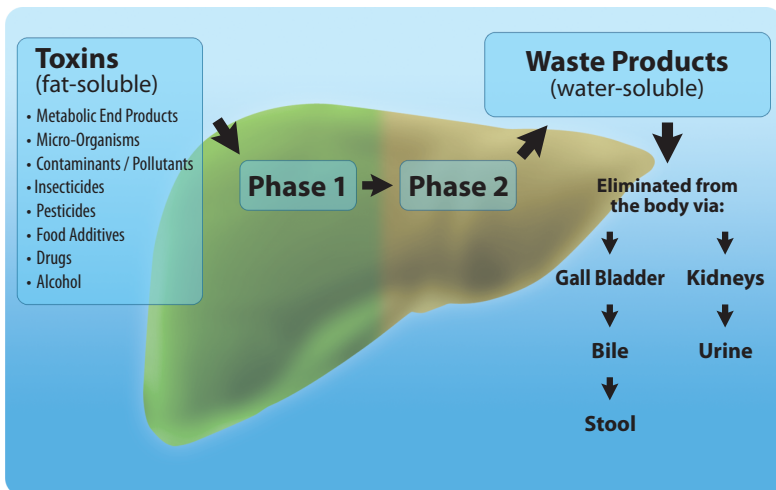 Toxins
(fat-soluble)
• Metabolic End Products
• Micro-Organisms
• Contaminants / Pollutants
• Insecticides
• Pesticides
• Food Additives
• Drugs
• Alcohol
Phase 1
Phase 2
Waste Products
(water-soluble)
Eliminated from
the body via:
Gall Bladder
Bile
Stool
Kidneys
Urine